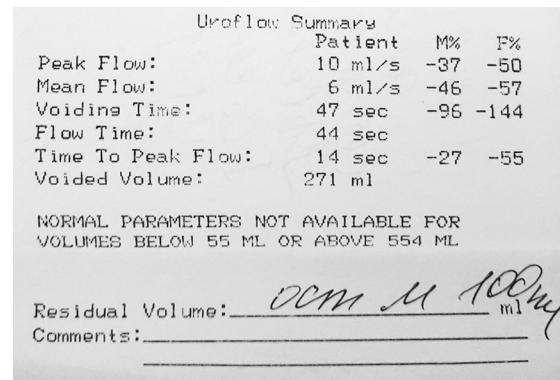 Uroflow Summary
Patient M% F%
Peak Flow: 10 ml/s -37 -50
Mean Flow: 6 ml/s -46 -57
Voiding Time: 47 sec -96 -144
Flow Time: 44 sec
Time To Peak Flow: 14 sec -27 -55
Voided Volume: 271 ml
NORMAL PARAMETERS NOT AVAILABLE FOR
VOLUMES BELOW 55 ML OR ABOVE 554 ML
Residual Volume: ост м 100 ml
Comments: